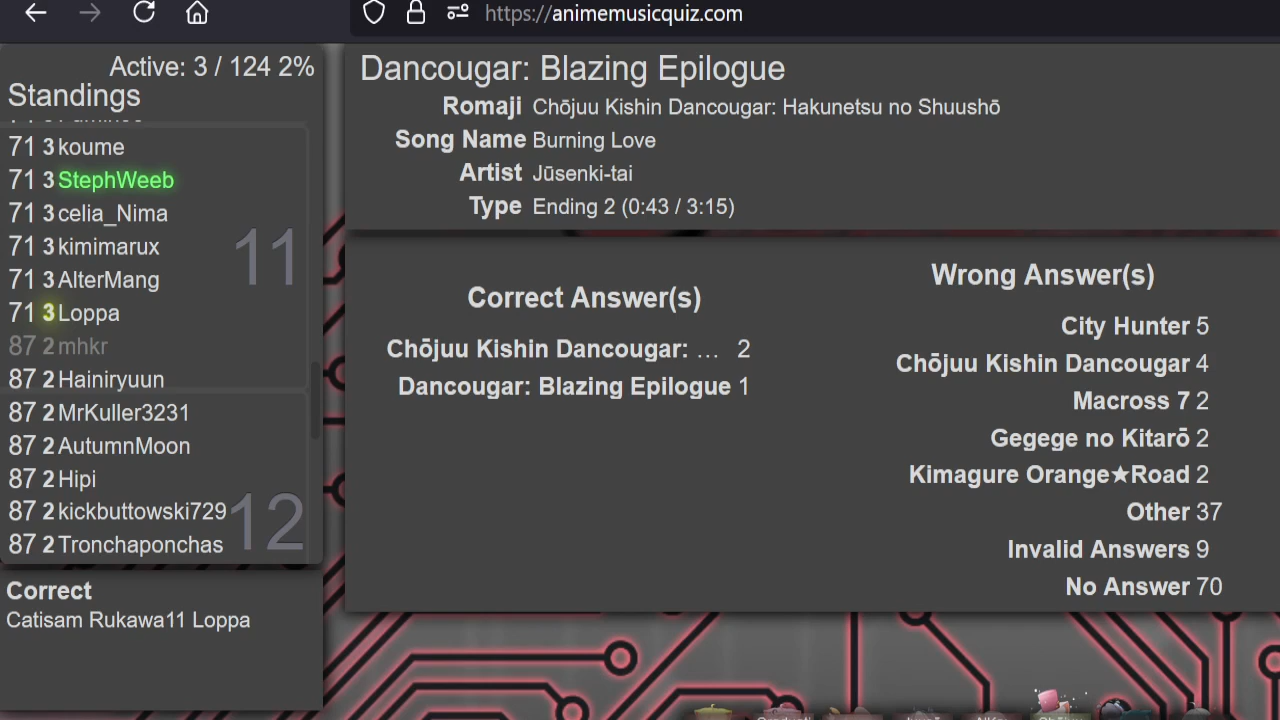 https://animemusicquiz.com
Active: 3 / 124 2%
Standings
71 3 koume
71 3 StephWeeb
71 3 celia_Nima
71 3 kimimarux
71 3 AlterMang
71 3 Loppa
11
87 2 mhkr
87 2 Hainiryuun
87 2 MrKuller3231
87 2 AutumnMoon
87 2 Hipi
87 2 kickbuttowski729
87 2 Tronchaponchas
12
Correct
Catisam Rukawa11 Loppa
Dancougar: Blazing Epilogue
Romaji Chōjuu Kishin Dancougar: Hakunetsu no Shuushō
Song Name Burning Love
Artist Jūsenki-tai
Type Ending 2 (0:43 / 3:15)
Correct Answer(s)
Chōjuu Kishin Dancougar: … 2
Dancougar: Blazing Epilogue 1
Wrong Answer(s)
City Hunter 5
Chōjuu Kishin Dancougar 4
Macross 7 2
Gegege no Kitarō 2
Kimagure Orange★Road 2
Other 37
Invalid Answers 9
No Answer 70